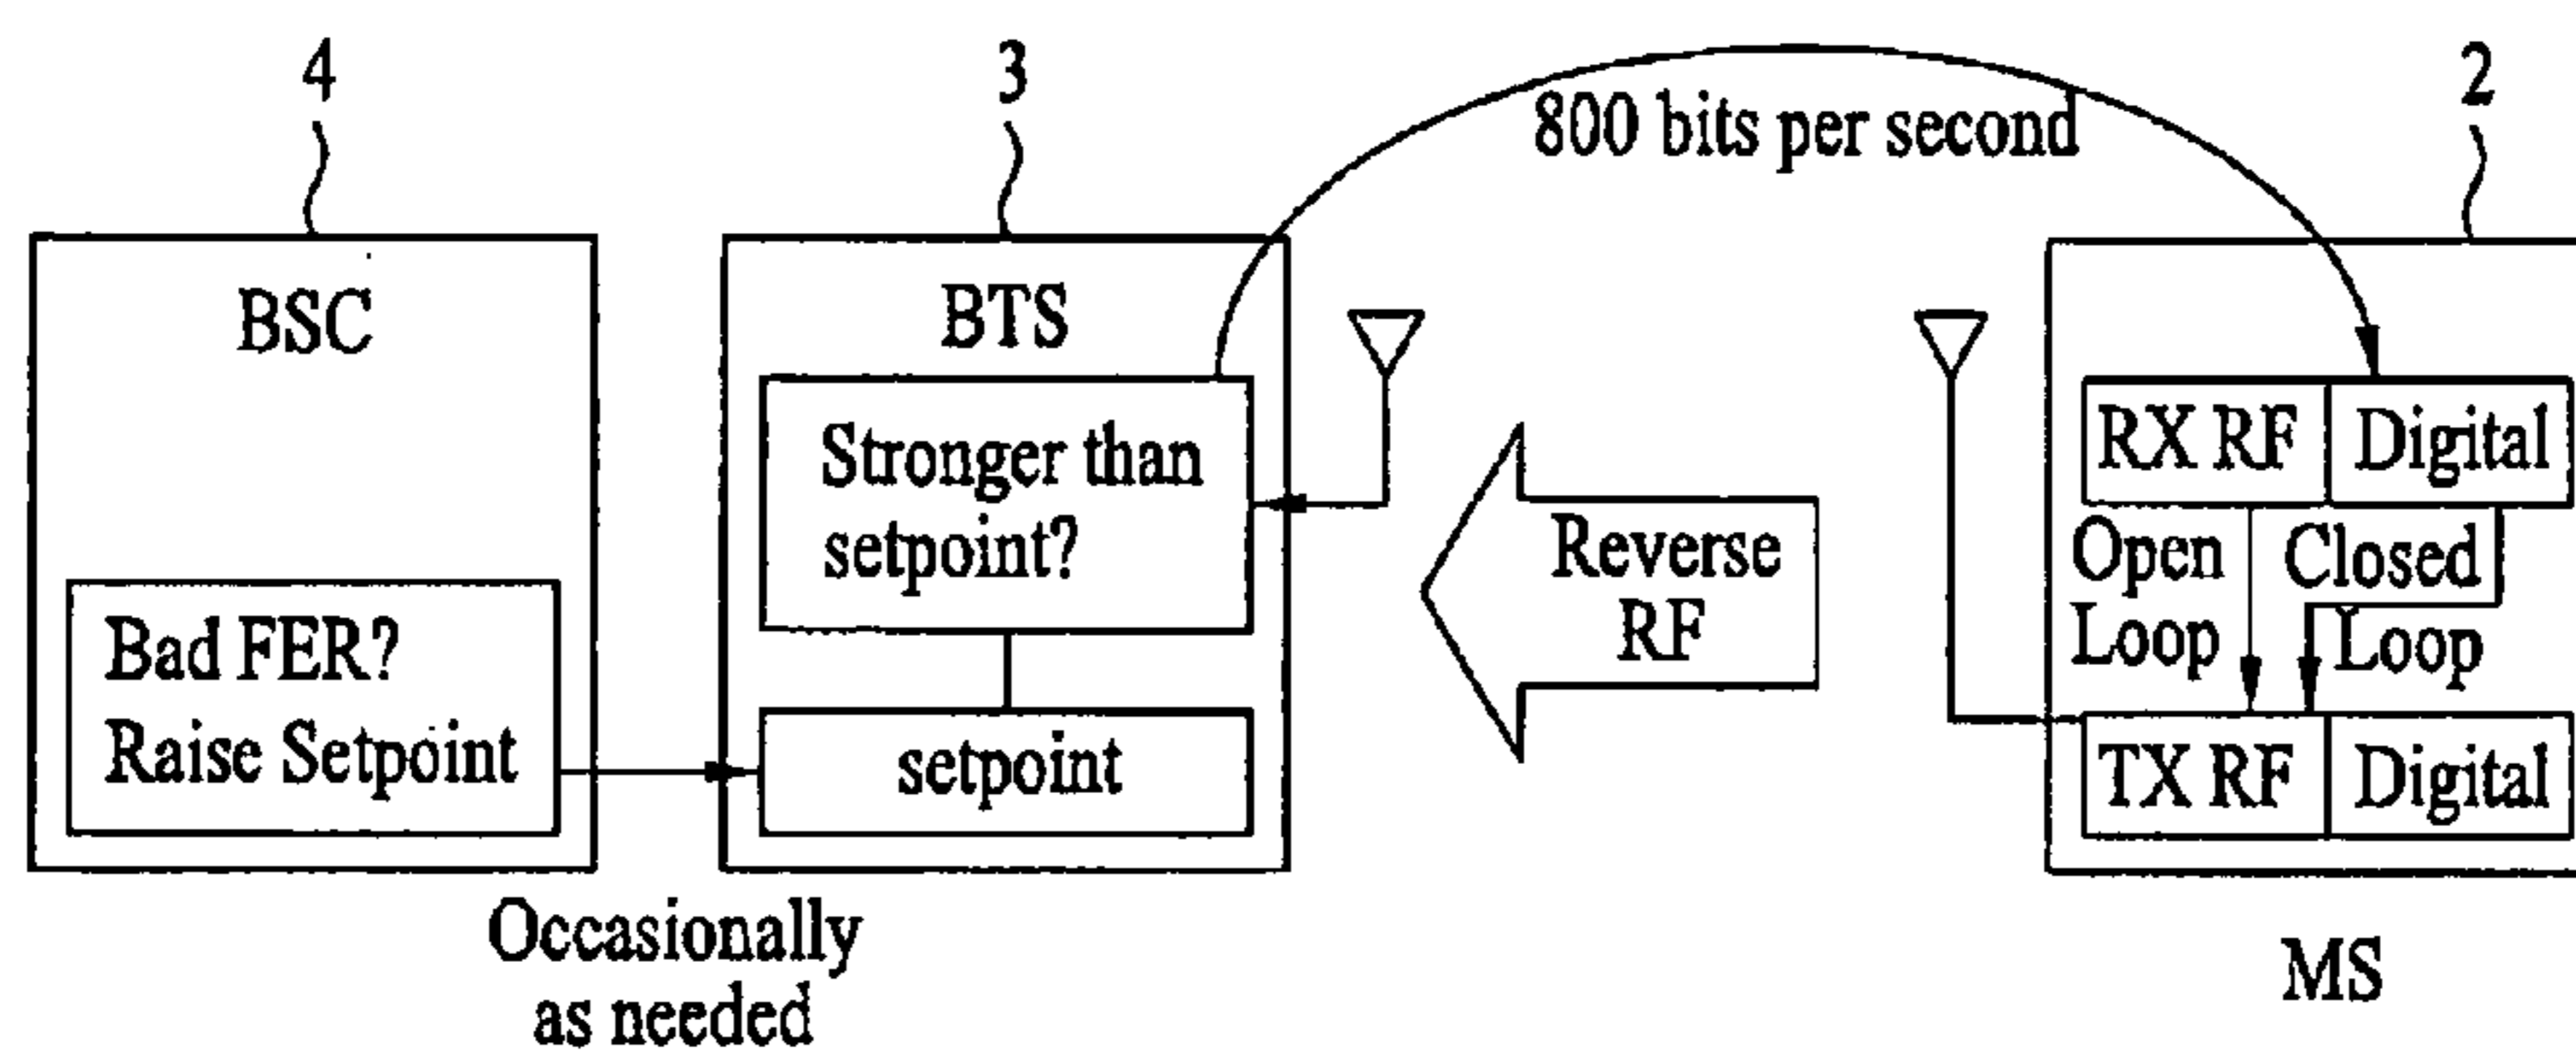 4
3
2
800 bits per second
BSC
BTS
Stronger than
setpoint?
setpoint
Bad FER?
Raise Setpoint
Occasionally
as needed
Reverse
RF
RX RF
Digital
Open
Loop
Closed
Loop
TX RF
Digital
MS